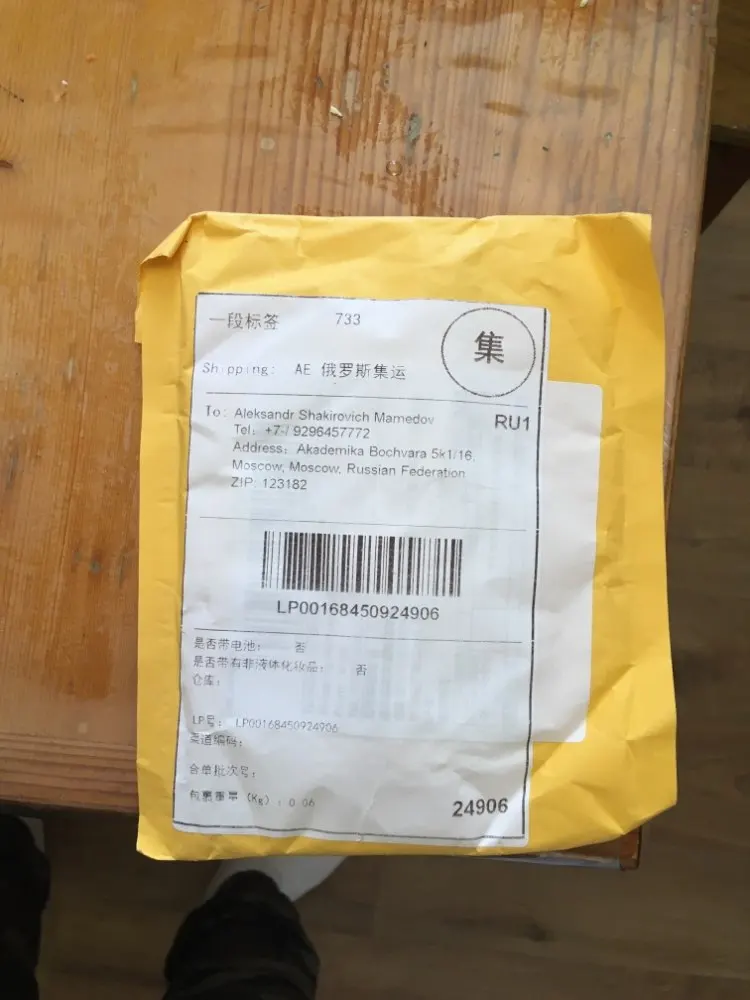 一段标签 733
集
Shipping: AE 俄罗斯集运
To: Aleksandr Shakirovich Mamedov
RU1
Tel: +7-/ 9296457772
Address: Akademika Bochvara 5k1/16,
Moscow, Moscow, Russian Federation
ZIP: 123182
LP00168450924906
是否带电池: 否
是否带有非液体化妆品: 否
仓库:
LP号: LP00168450924906
渠道编码:
合单批次号:
包裹重量 (Kg): 0.06
24906